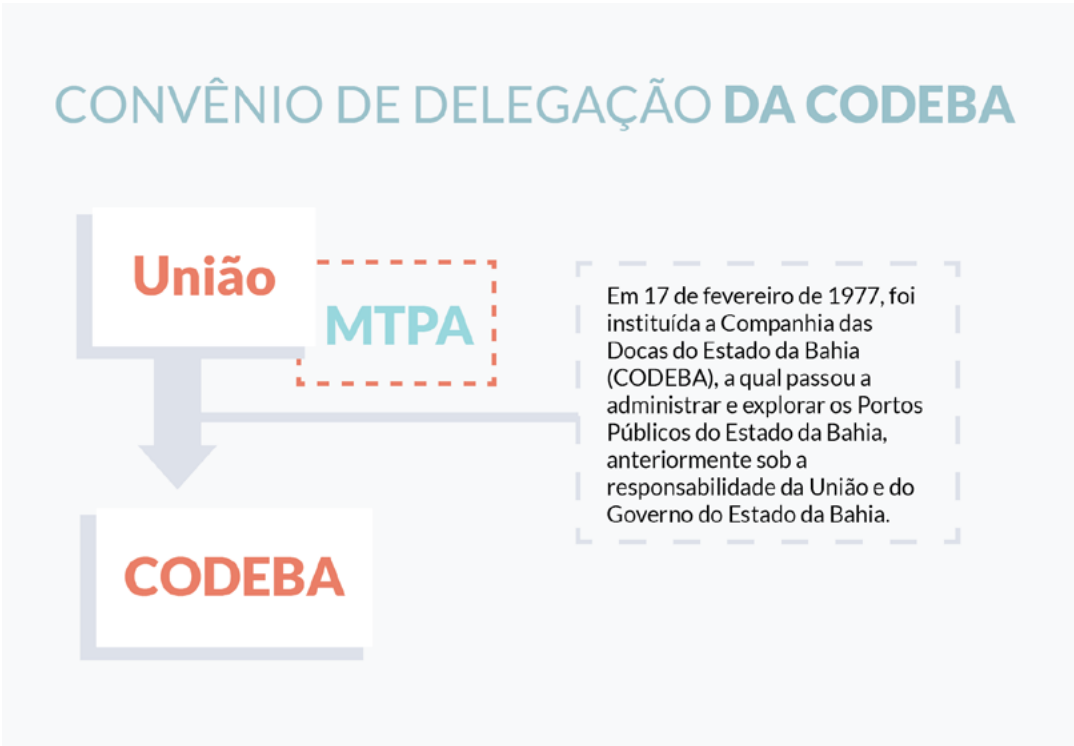 CONVÊNIO DE DELEGAÇÃO DA CODEBA
União
MTPA
Em 17 de fevereiro de 1977, foi
instituída a Companhia das
Docas do Estado da Bahia
(CODEBA), a qual passou a
administrar e explorar os Portos
Públicos do Estado da Bahia,
anteriormente sob a
responsabilidade da União e do
Governo do Estado da Bahia.
CODEBA